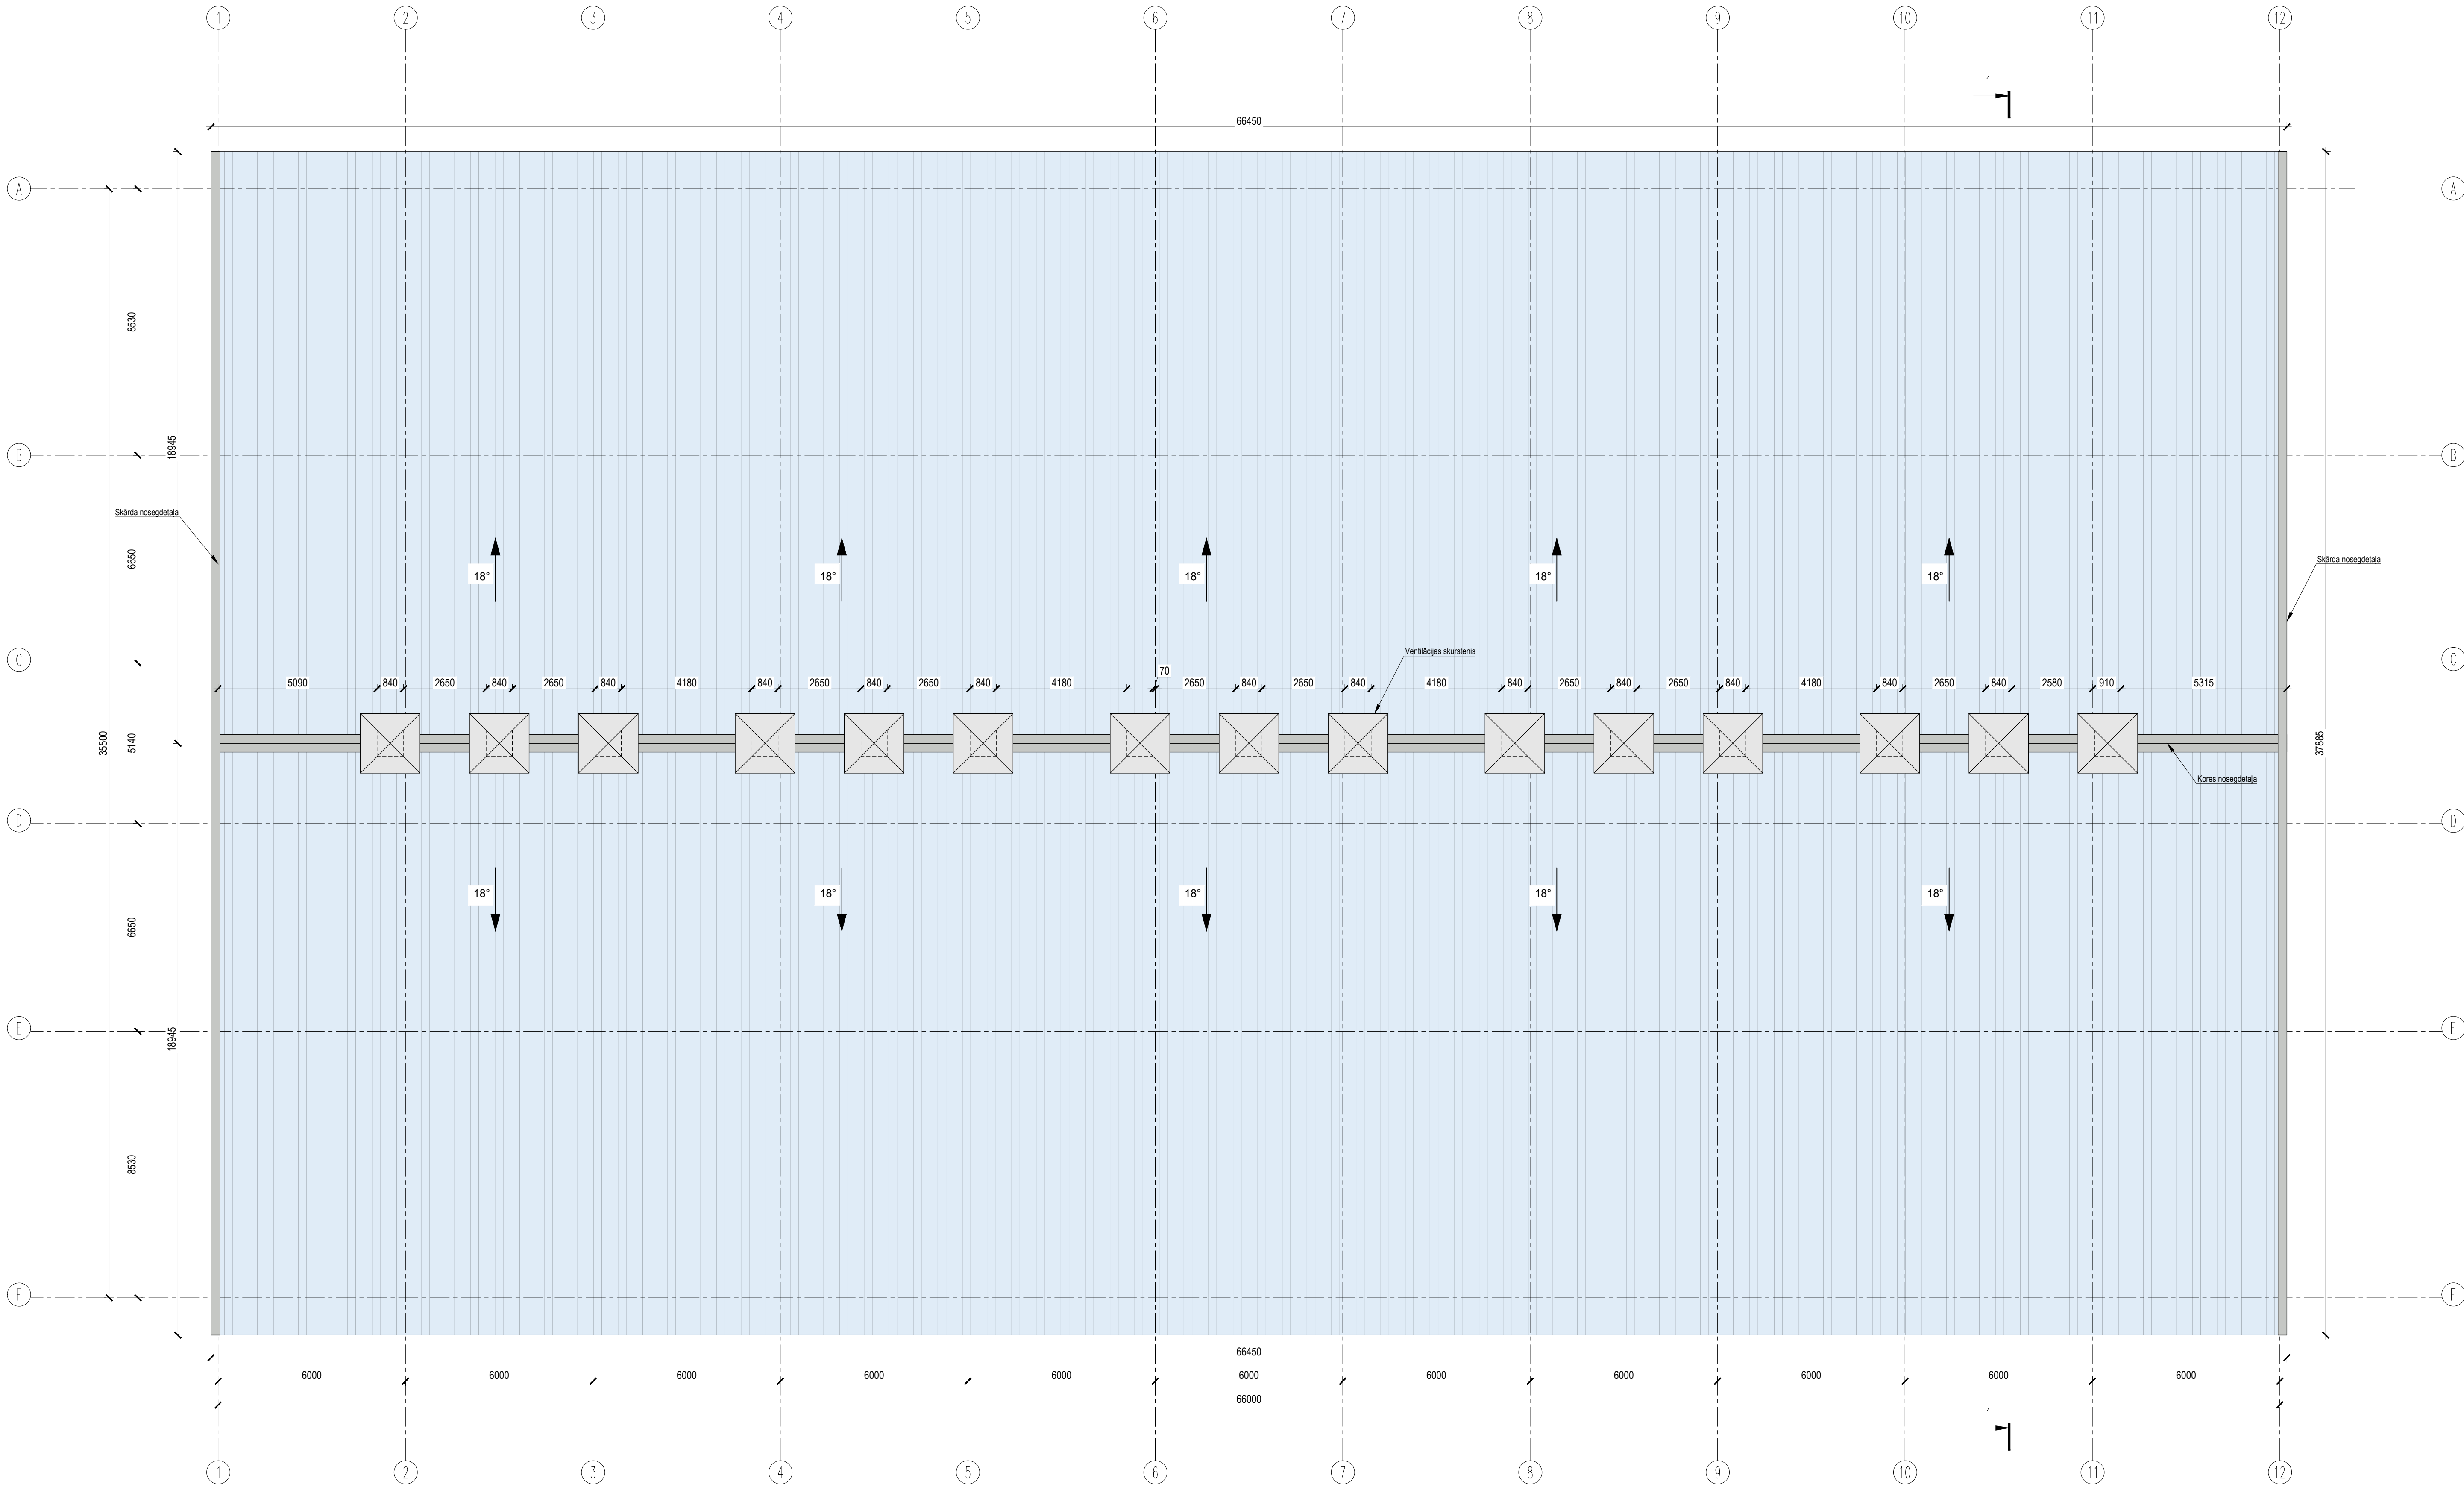 1 2 3 4 5 6 7 8 9 10 11 12
1
66450
A A
8530
B B
18945
Skārda nosegdetaļa
6650
Skārda nosegdetaļa
18° 18° 18° 18° 18°
Ventilācijas skurstenis
C C
70
5090 840 2650 840 2650 840 4180 840 2650 840 2650 840 4180 2650 840 2650 840 4180 840 2650 840 2650 840 4180 840 2650 840 2580 910 5315
35500
5140
37885
Kores nosegdetaļa
D D
18° 18° 18° 18° 18°
6650
E E
18945
8530
F F
66450
6000 6000 6000 6000 6000 6000 6000 6000 6000 6000 6000
66000
1
1 2 3 4 5 6 7 8 9 10 11 12